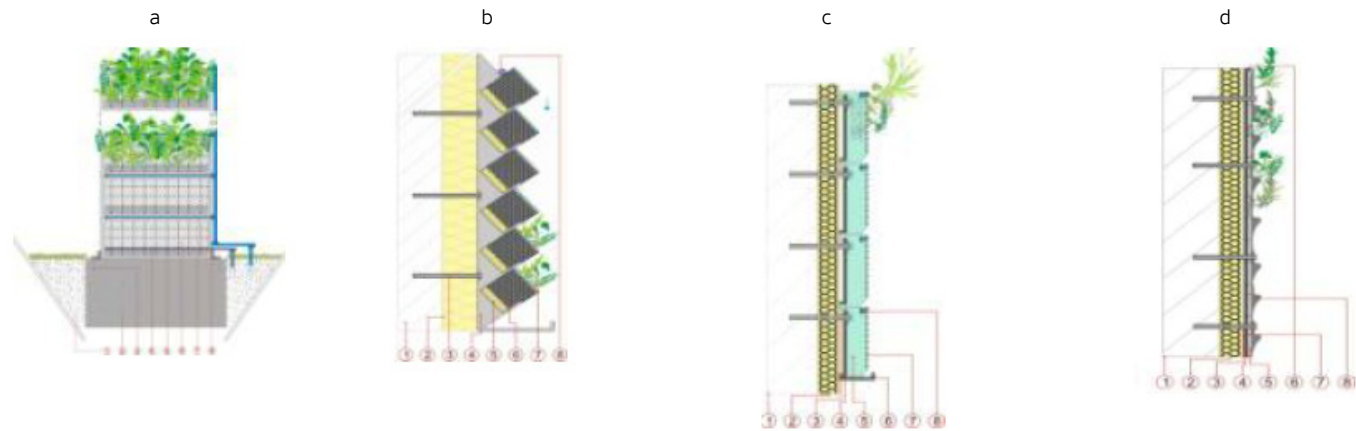 a b c d
① ② ③ ④ ⑤ ⑥ ⑦ ⑧
① ② ③ ④ ⑤ ⑥ ⑦ ⑧
① ② ③ ④ ⑤ ⑥ ⑦ ⑧